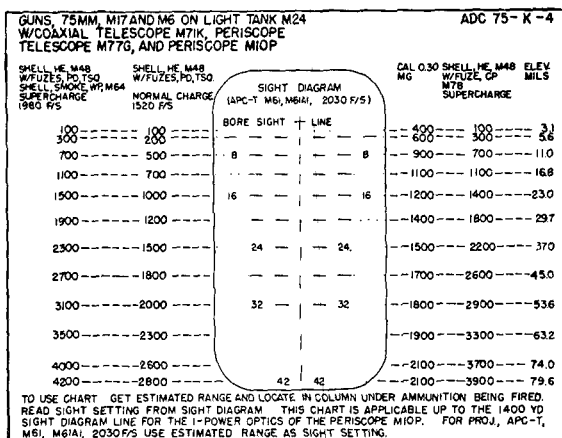 GUNS, 75MM, M17 AND M6 ON LIGHT TANK M24 ADC 75-K-4
W/COAXIAL TELESCOPE M71K, PERISCOPE
TELESCOPE M77G, AND PERISCOPE M10P
SHELL, HE, M48 SHELL, HE, M48 CAL 0.30 SHELL, HE, M48 ELEV.
W/FUZES, PD, TSQ W/FUZES, PD, TSQ. MG W/FUZE, CP MILS
SHELL, SMOKE, WP, M64 SIGHT DIAGRAM M78
SUPERCHARGE NORMAL CHARGE (APC-T M61, M61A1, 2030 F/S) SUPERCHARGE
1980 F/S 1520 F/S
BORE SIGHT LINE
100 100 400 100 3.1
300 200 600 300 5.6
700 500 8 8 900 700 11.0
1100 700 1100 1100 16.8
1500 1000 16 16 1200 1400 23.0
1900 1200 1400 1800 29.7
2300 1500 24 24 1500 2200 37.0
2700 1800 1700 2600 45.0
3100 2000 32 32 1800 2900 53.6
3500 2300 1900 3300 63.2
4000 2600 2100 3700 74.0
4200 2800 42 42 2100 3900 79.6
TO USE CHART GET ESTIMATED RANGE AND LOCATE IN COLUMN UNDER AMMUNITION BEING FIRED.
READ SIGHT SETTING FROM SIGHT DIAGRAM THIS CHART IS APPLICABLE UP TO THE 1400 YD
SIGHT DIAGRAM LINE FOR THE 1-POWER OPTICS OF THE PERISCOPE M10P. FOR PROJ., APC-T,
M61, M61A1, 2030 F/S USE ESTIMATED RANGE AS SIGHT SETTING.